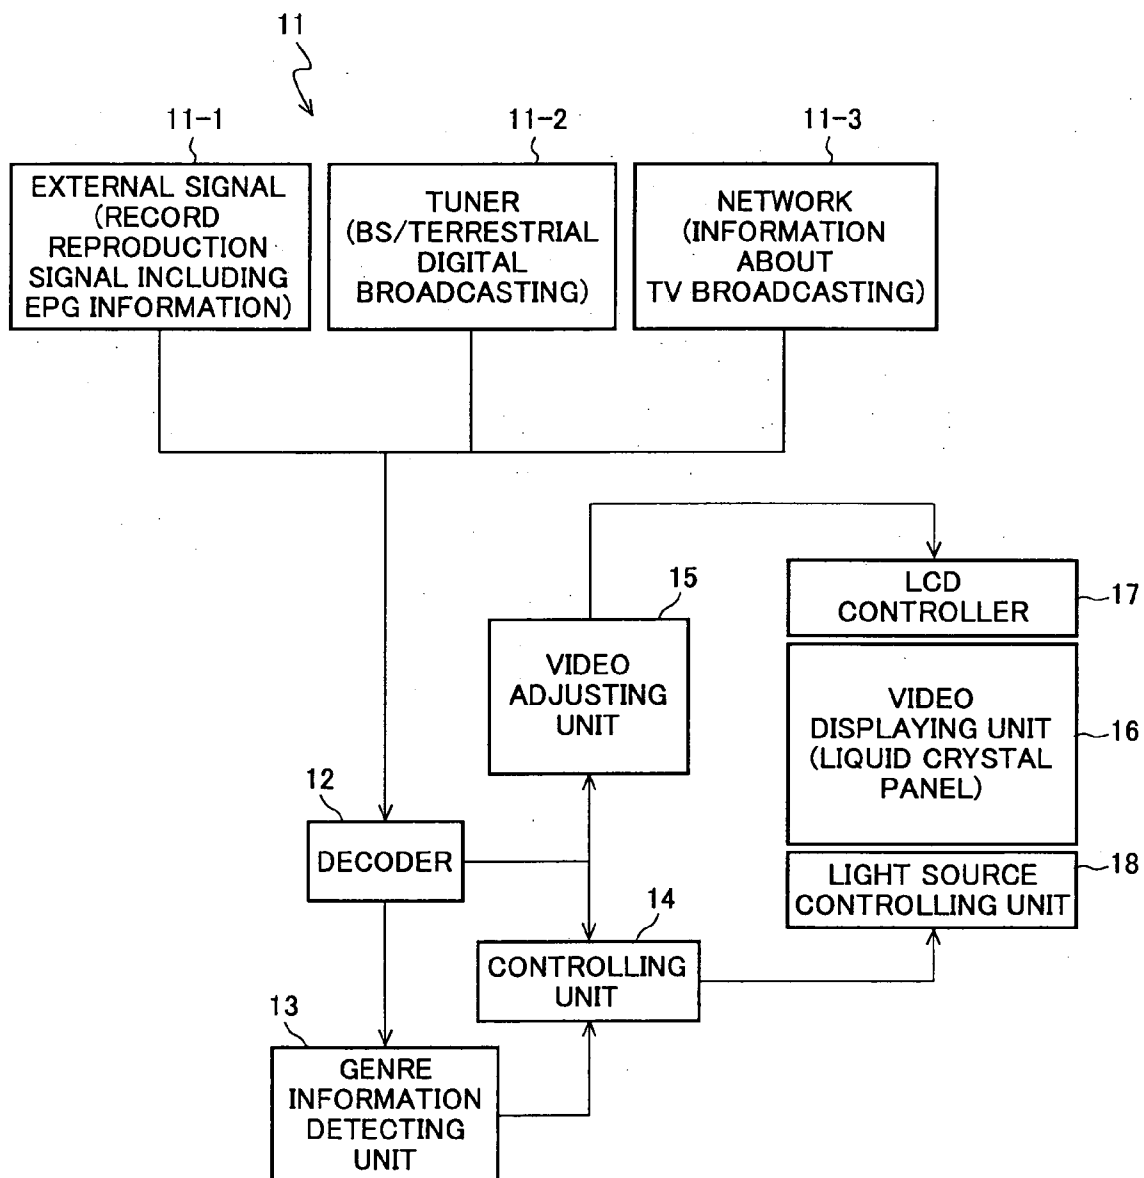 11
11-1
11-2
11-3
EXTERNAL SIGNAL
(RECORD
REPRODUCTION
SIGNAL INCLUDING
EPG INFORMATION)
TUNER
(BS/TERRESTRIAL
DIGITAL
BROADCASTING)
NETWORK
(INFORMATION
ABOUT
TV BROADCASTING)
15
VIDEO
ADJUSTING
UNIT
LCD
CONTROLLER
17
VIDEO
DISPLAYING UNIT
(LIQUID CRYSTAL
PANEL)
16
12
DECODER
LIGHT SOURCE
CONTROLLING UNIT
18
14
CONTROLLING
UNIT
13
GENRE
INFORMATION
DETECTING
UNIT